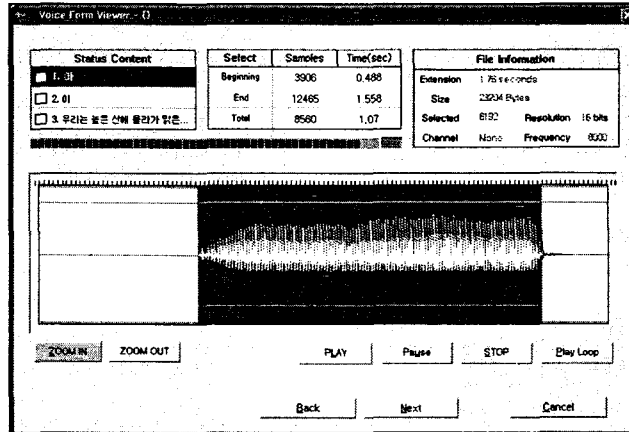 Voice Form Viewer - ()
Status Content
1. 아
2. 이
3. 우리는 높은 산에 올라가 맑은...
Select Samples Time(sec)
Beginning 3906 0.488
End 12465 1.558
Total 8560 1.07
File Information
Extension 1.76 seconds
Size 23204 Bytes
Selected 6192 Resolution 16 bits
Channel None Frequency 8000
ZOOM IN ZOOM OUT PLAY Pause STOP Play Loop
Back Next Cancel